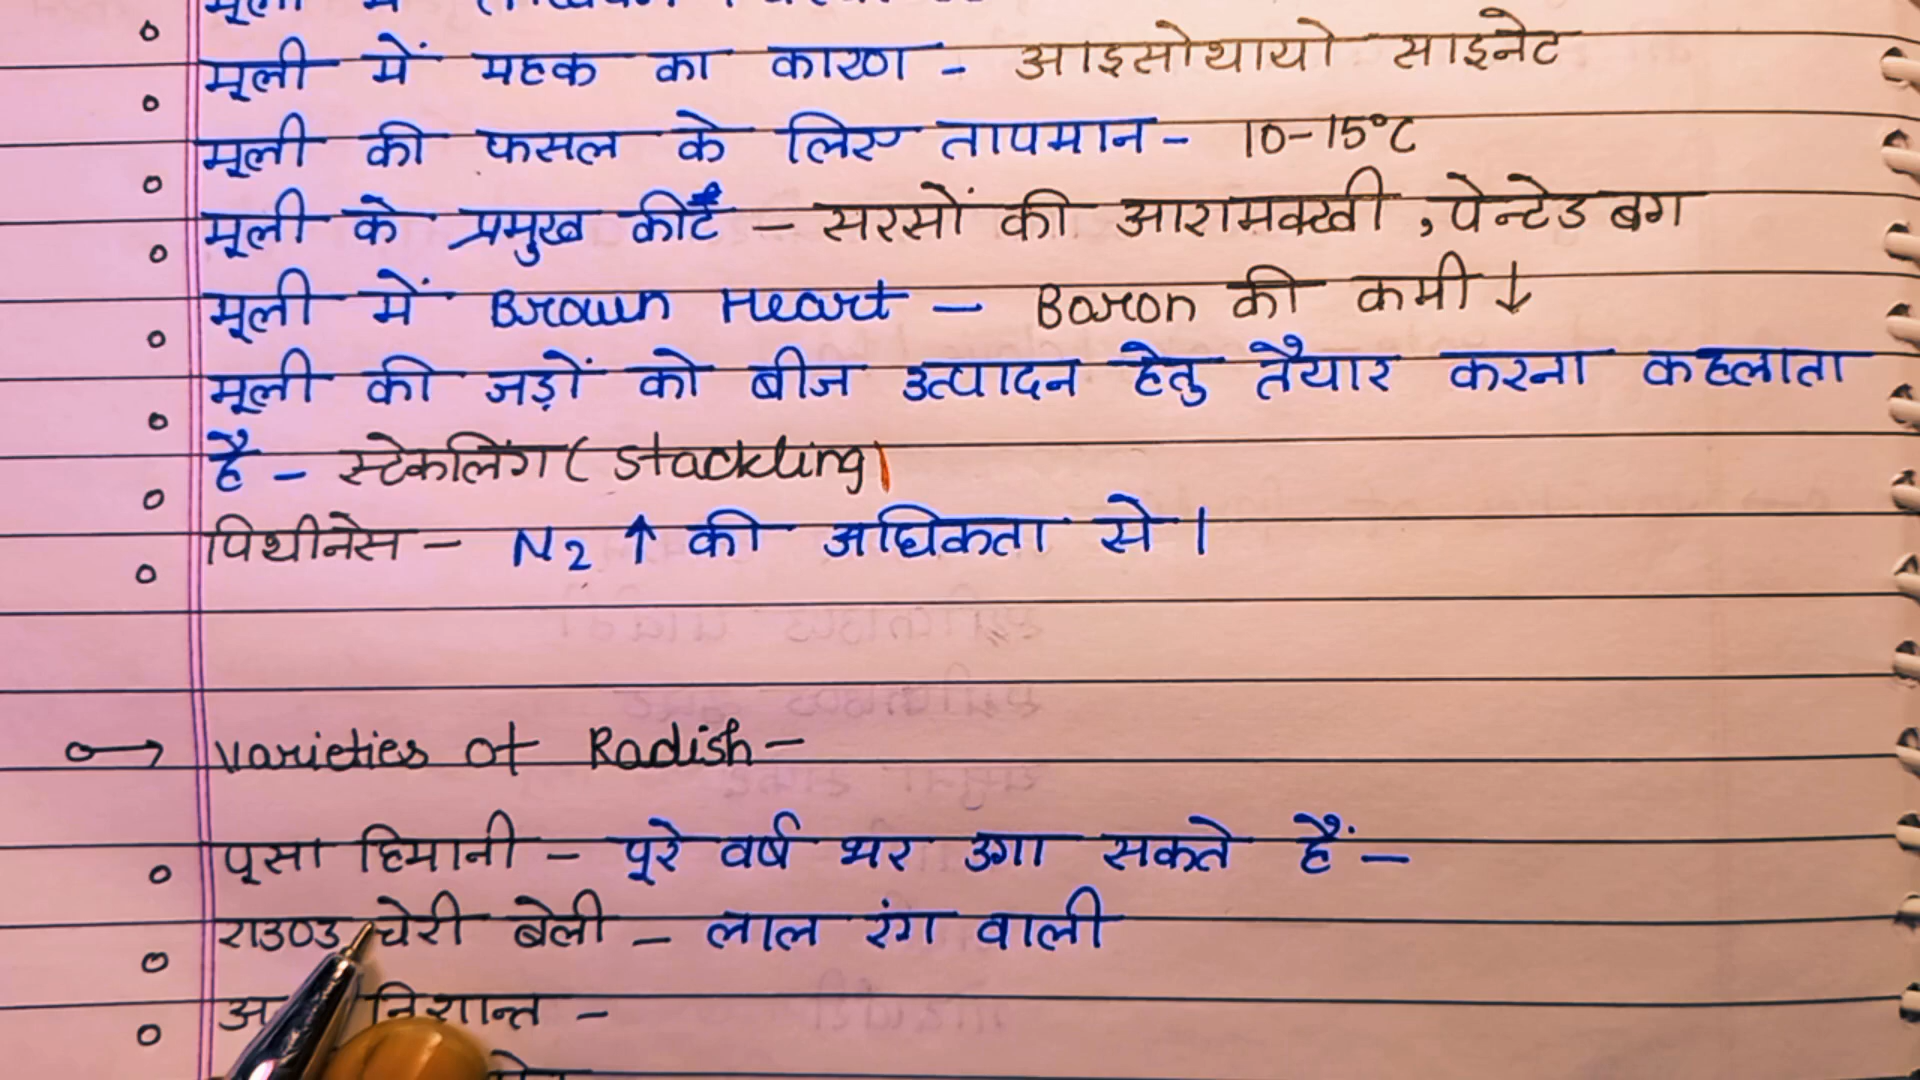 मूली में
मूली में महक का कारण - आइसोथायो साइनेट
मूली की फसल के लिए तापमान - 10-15°C
मूली के प्रमुख कीट - सरसों की आरामक्खी , पेन्टेड बग
मूली में Brown Heart - Boron की कमी ↓
मूली की जड़ों को बीज उत्पादन हेतु तैयार करना कहलाता
है - स्टेकलिंग ( stackling)
पिथीनेस - N2 ↑ की अधिकता से।
→ Varieties of Radish -
पूसा हिमानी - पूरे वर्ष भर उगा सकते हैं -
राउण्ड चेरी बेली - लाल रंग वाली
निशान्त -